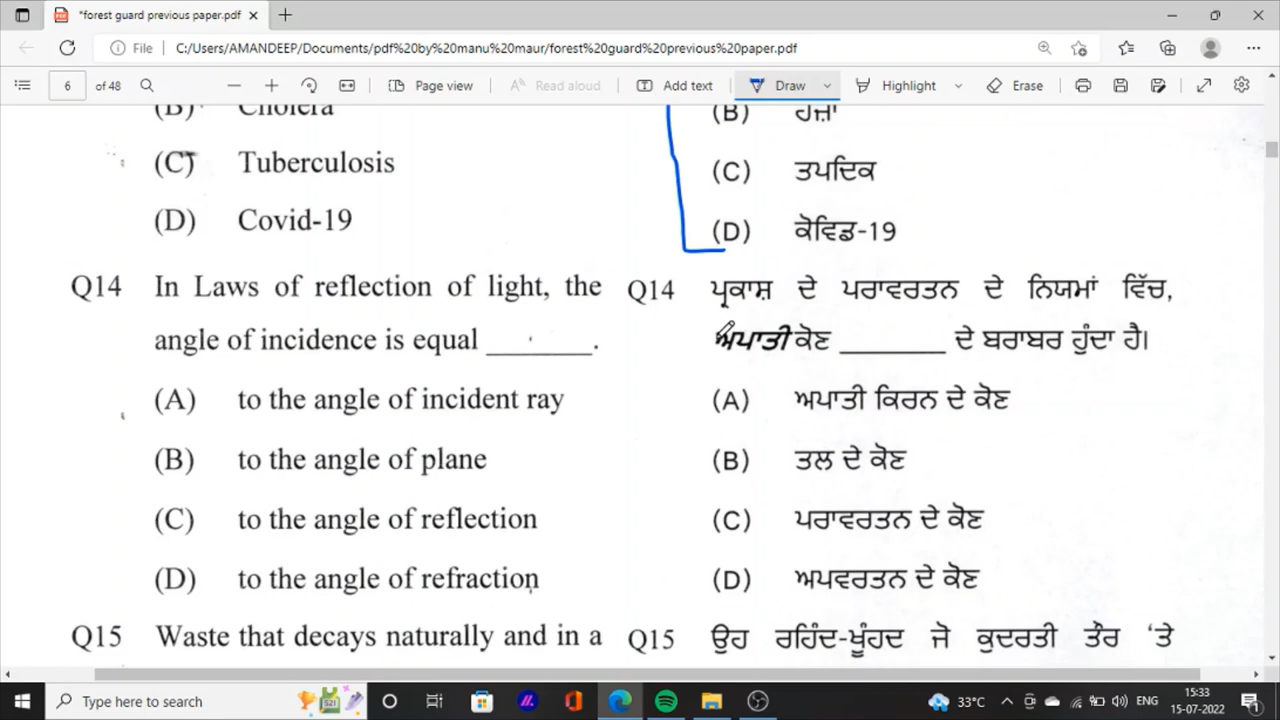 *forest guard previous paper.pdf
File C:/Users/AMANDEEP/Documents/pdf%20by%20manu%20maur/forest%20guard%20previous%20paper.pdf
6 of 48 Page view Read aloud Add text Draw Highlight Erase
(B) Cholera
(C) Tuberculosis
(D) Covid-19
Q14 In Laws of reflection of light, the
angle of incidence is equal ________.
(A) to the angle of incident ray
(B) to the angle of plane
(C) to the angle of reflection
(D) to the angle of refraction
Q15 Waste that decays naturally and in a
(B) ਹੈਜ਼ਾ
(C) ਤਪਦਿਕ
(D) ਕੋਵਿਡ-19
Q14 ਪ੍ਰਕਾਸ਼ ਦੇ ਪਰਾਵਰਤਨ ਦੇ ਨਿਯਮਾਂ ਵਿੱਚ,
ਅਪਾਤੀ ਕੋਣ ________ ਦੇ ਬਰਾਬਰ ਹੁੰਦਾ ਹੈ।
(A) ਅਪਾਤੀ ਕਿਰਨ ਦੇ ਕੋਣ
(B) ਤਲ ਦੇ ਕੋਣ
(C) ਪਰਾਵਰਤਨ ਦੇ ਕੋਣ
(D) ਅਪਵਰਤਨ ਦੇ ਕੋਣ
Q15 ਉਹ ਰਹਿੰਦ-ਖੂੰਹਦ ਜੋ ਕੁਦਰਤੀ ਤੌਰ ‘ਤੇ
Type here to search
33°C ENG 15:33
15-07-2022